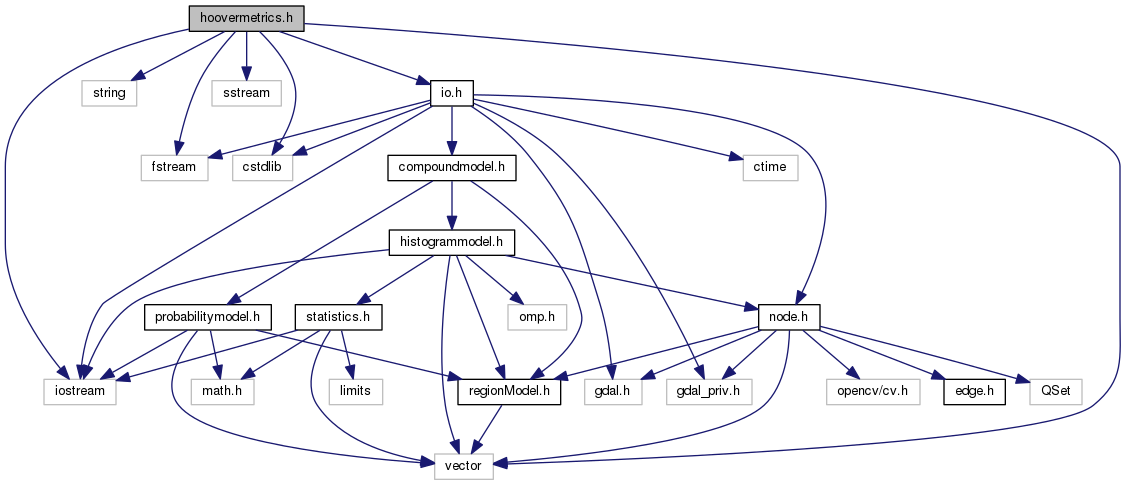 hoovermetrics.h
string
sstream
io.h
fstream
cstdlib
compoundmodel.h
ctime
histogrammodel.h
probabilitymodel.h
statistics.h
omp.h
node.h
iostream
math.h
limits
regionModel.h
gdal.h
gdal_priv.h
opencv/cv.h
edge.h
QSet
vector